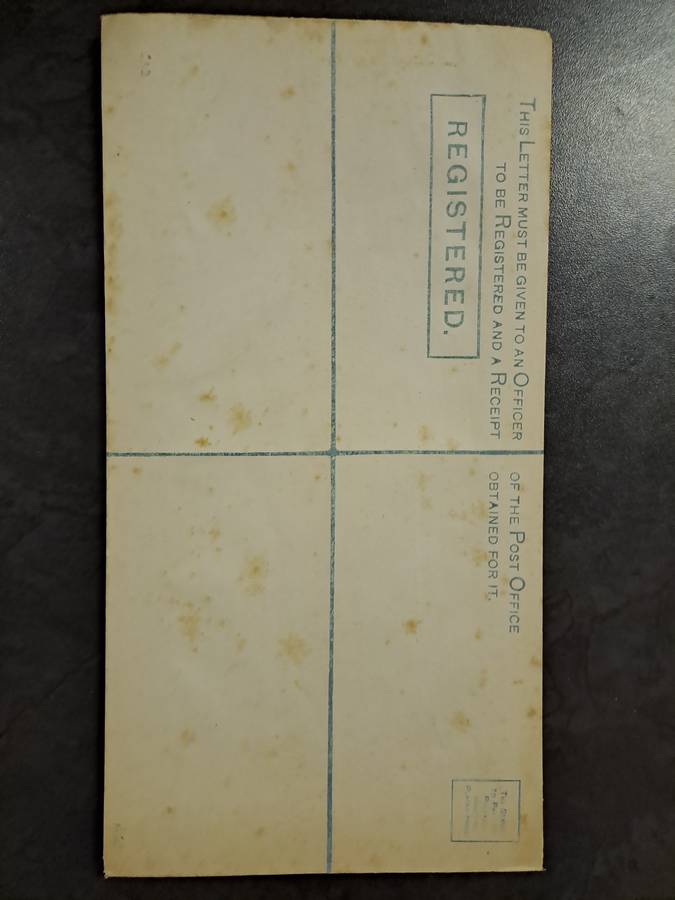 THIS LETTER MUST BE GIVEN TO AN OFFICER OF THE POST OFFICE
TO BE REGISTERED AND A RECEIPT OBTAINED FOR IT.
REGISTERED.